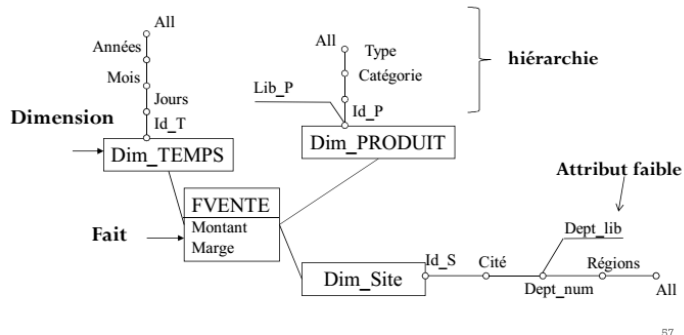 All
Années
Mois
Jours
Id_T
Dimension
Dim_TEMPS
All
Type
Catégorie
Lib_P
Id_P
Dim_PRODUIT
hiérarchie
Fait
FVENTE
Montant
Marge
Attribut faible
Dept_lib
Dim_Site
Id_S
Cité
Dept_num
Régions
All
57